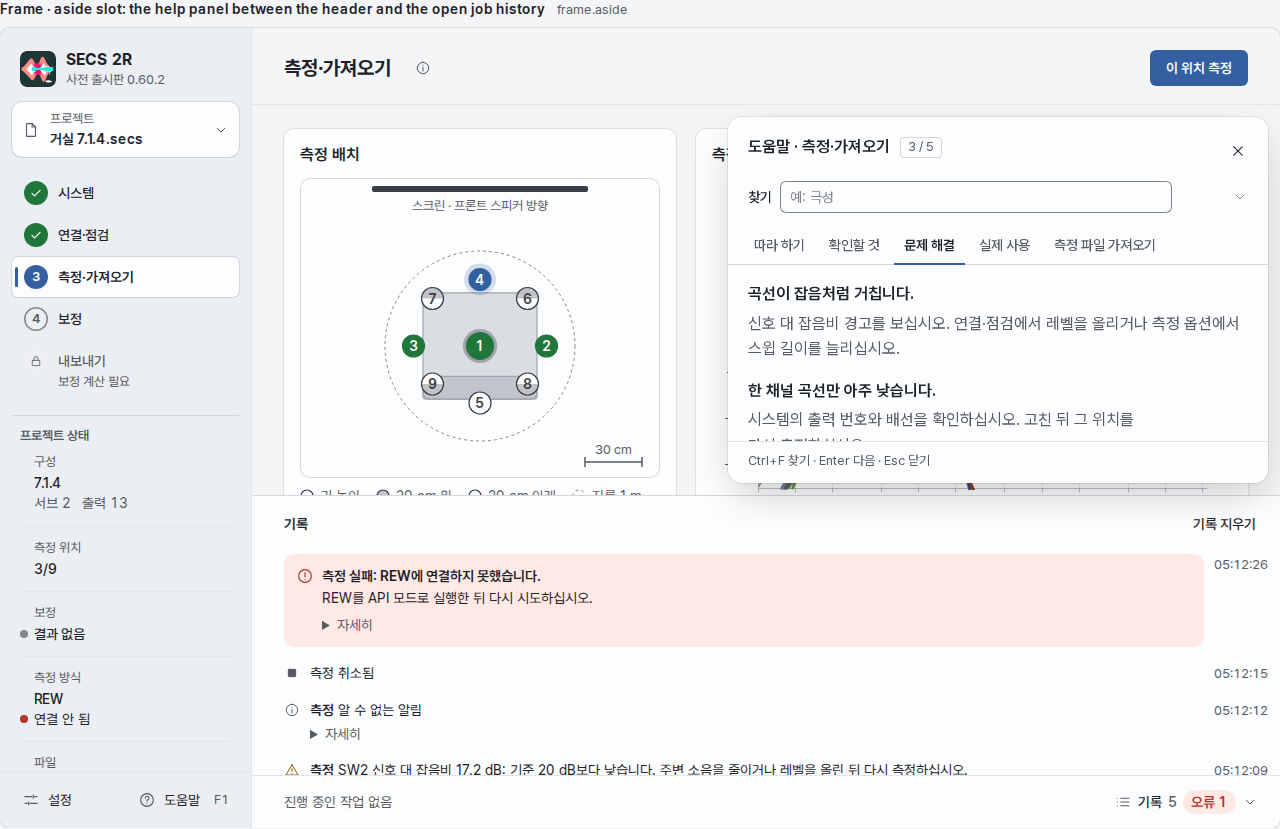 Frame · aside slot: the help panel between the header and the open job history frame.aside
SECS 2R
사전 출시판 0.60.2
프로젝트
거실 7.1.4.secs
시스템
연결·점검
3 측정·가져오기
4 보정
내보내기
보정 계산 필요
프로젝트 상태
구성
7.1.4
서브 2 출력 13
측정 위치
3/9
보정
결과 없음
측정 방식
REW
연결 안 됨
파일
설정
도움말 F1
측정·가져오기
이 위치 측정
측정 배치
스크린 · 프론트 스피커 방향
4
7
6
3
1
2
9
8
5
30 cm
도움말 · 측정·가져오기 3 / 5
찾기 예: 극성
따라 하기 확인할 것 문제 해결 실제 사용 측정 파일 가져오기
곡선이 잡음처럼 거칩니다.
신호 대 잡음비 경고를 보십시오. 연결·점검에서 레벨을 올리거나 측정 옵션에서
스윕 길이를 늘리십시오.
한 채널 곡선만 아주 낮습니다.
시스템의 출력 번호와 배선을 확인하십시오. 고친 뒤 그 위치를
Ctrl+F 찾기 · Enter 다음 · Esc 닫기
기록
기록 지우기
측정 실패: REW에 연결하지 못했습니다.
05:12:26
REW를 API 모드로 실행한 뒤 다시 시도하십시오.
자세히
측정 취소됨
05:12:15
측정 알 수 없는 알림
05:12:12
자세히
측정 SW2 신호 대 잡음비 17.2 dB: 기준 20 dB보다 낮습니다. 주변 소음을 줄이거나 레벨을 올린 뒤 다시 측정하십시오.
05:12:09
진행 중인 작업 없음
기록 5 오류 1